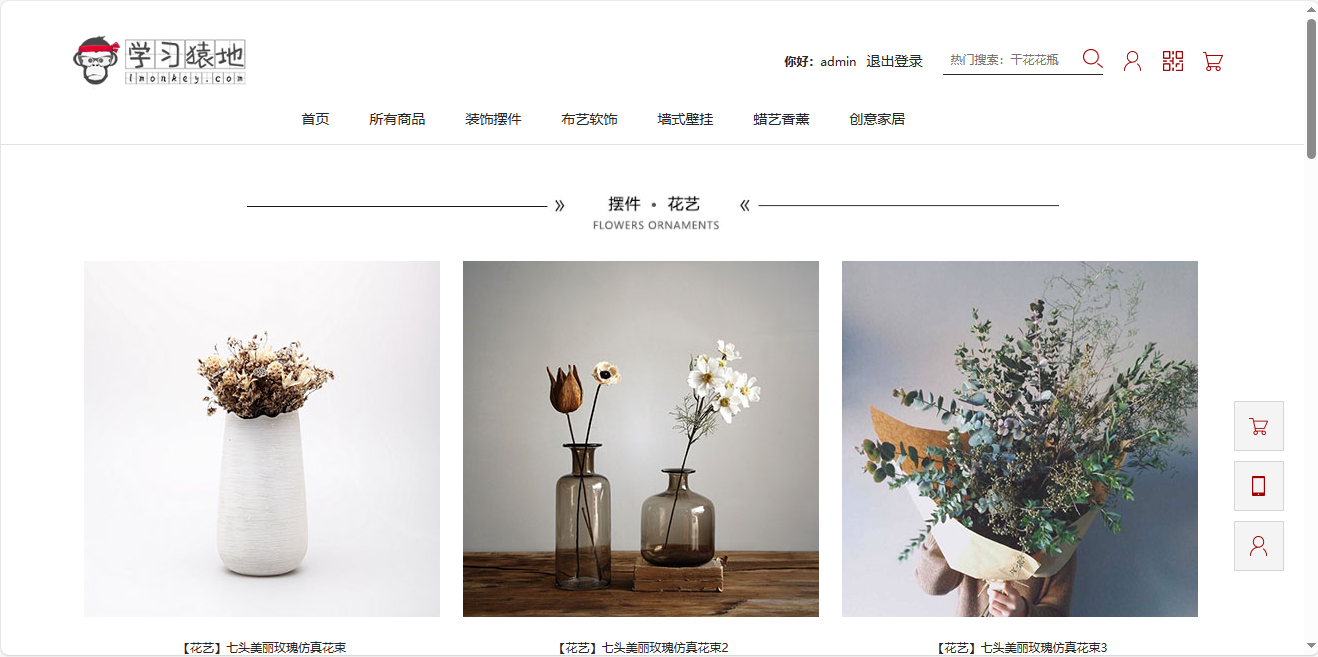 学习猿地
lmonkey.com
你好：admin 退出登录 热门搜索：干花花瓶
首页 所有商品 装饰摆件 布艺软饰 墙式壁挂 蜡艺香薰 创意家居
摆件 • 花艺
FLOWERS ORNAMENTS
【花艺】七头美丽玫瑰仿真花束 【花艺】七头美丽玫瑰仿真花束2 【花艺】七头美丽玫瑰仿真花束3